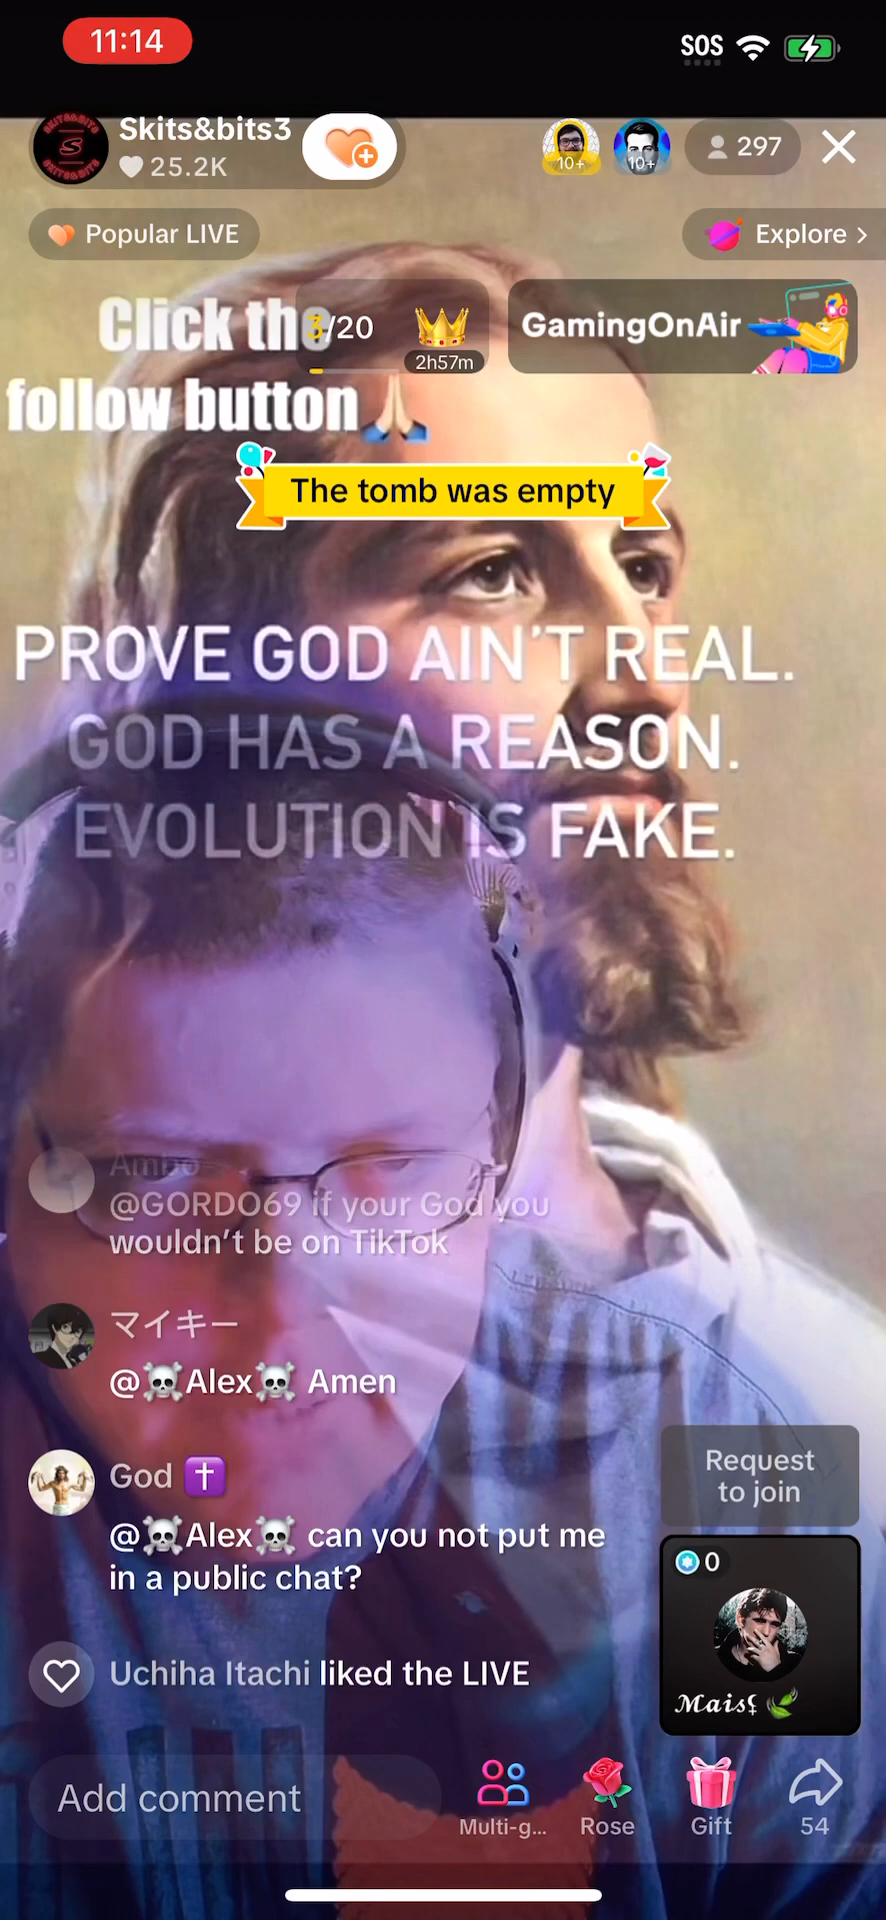 11:14
SOS
Skits&bits3
25.2K
10+
10+
297
Popular LIVE
Explore >
Click the
3/20
2h57m
GamingOnAir
follow button🙏
The tomb was empty
PROVE GOD AIN'T REAL.
GOD HAS A REASON.
EVOLUTION IS FAKE.
Ambo
@GORDO69 if your God you
wouldn't be on TikTok
マイキー
@☠️Alex☠️ Amen
God ✝️
@☠️Alex☠️ can you not put me
in a public chat?
Uchiha Itachi liked the LIVE
Request
to join
0
Add comment
Multi-g...
Rose
Gift
54